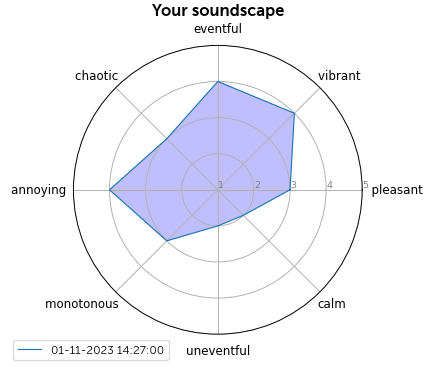 Your soundscape
eventful
chaotic
vibrant
annoying
1 2 3 4 5
pleasant
monotonous
calm
01-11-2023 14:27:00
uneventful